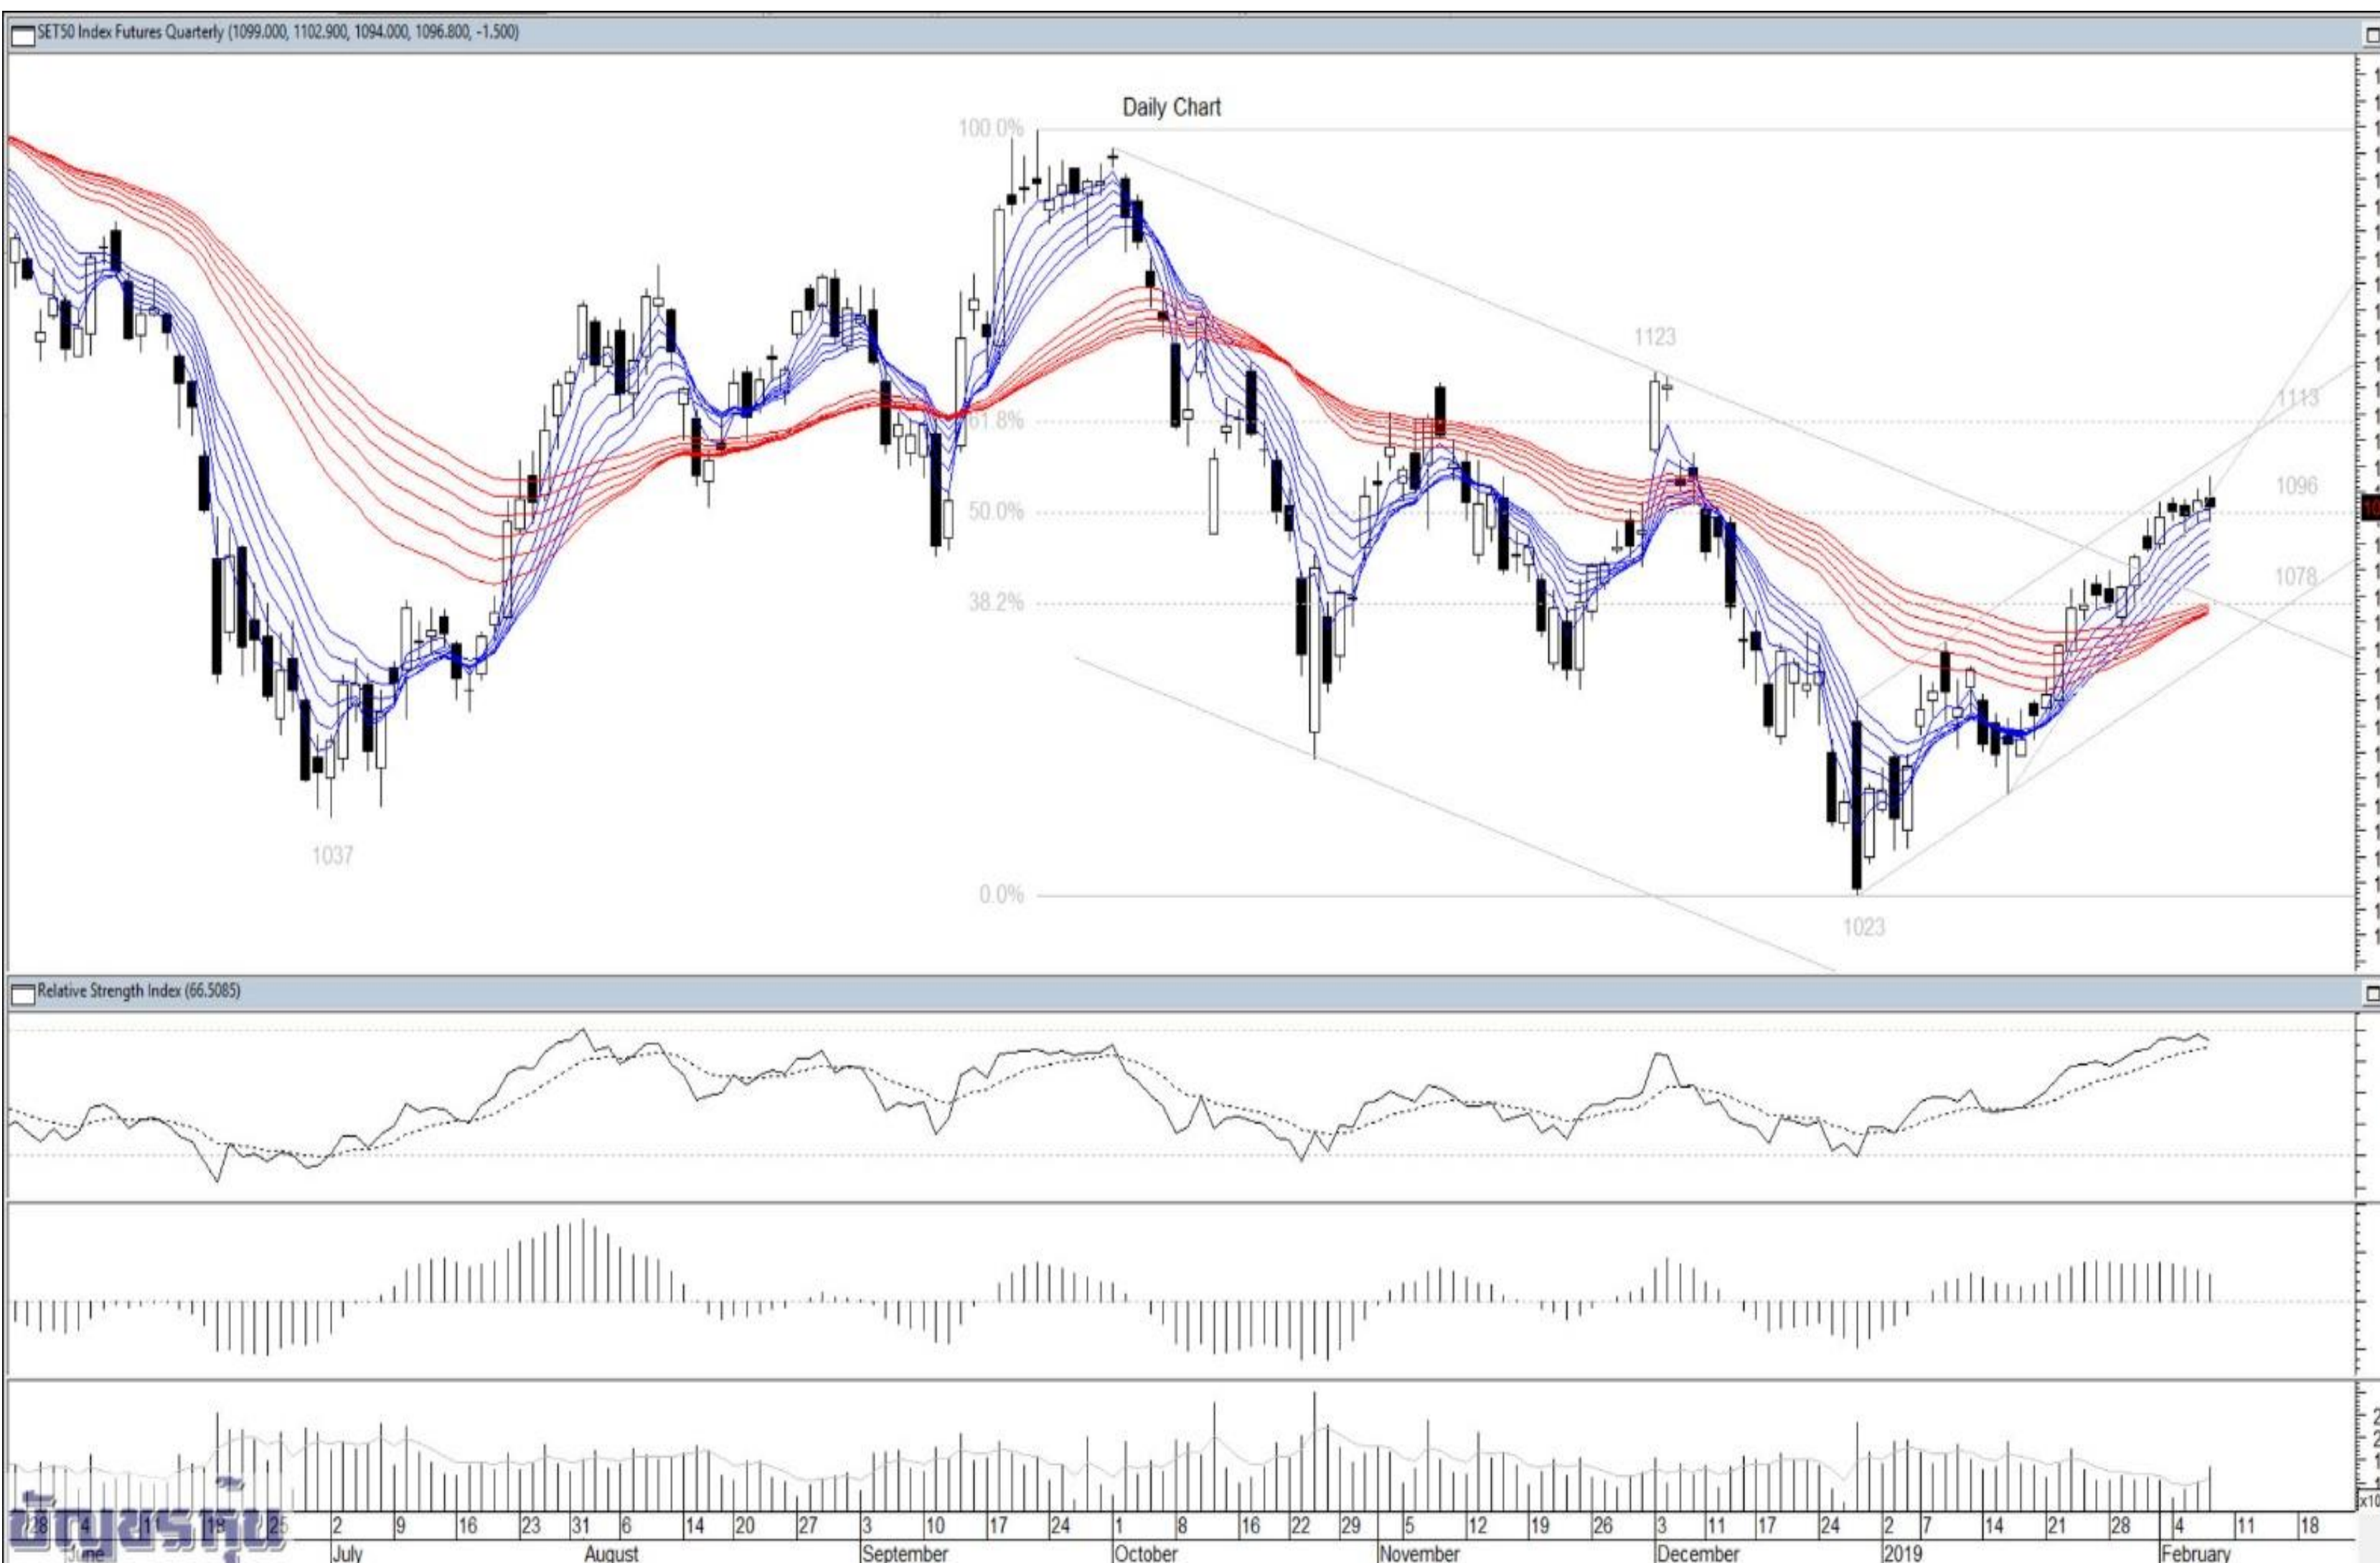 SET50 Index Futures Quarterly (1099.000, 1102.900, 1094.000, 1096.800, -1.500)
Daily Chart
100.0%
1123
1113
61.8%
1096
50.0%
1078
38.2%
1037
0.0%
1023
Relative Strength Index (66.5085)
28 4 11 18 25 2 9 16 23 31 6 14 20 27 3 10 17 24 1 8 16 22 29 5 12 19 26 3 11 17 24 2 7 14 21 28 4 11 18
June July August September October November December 2019 February